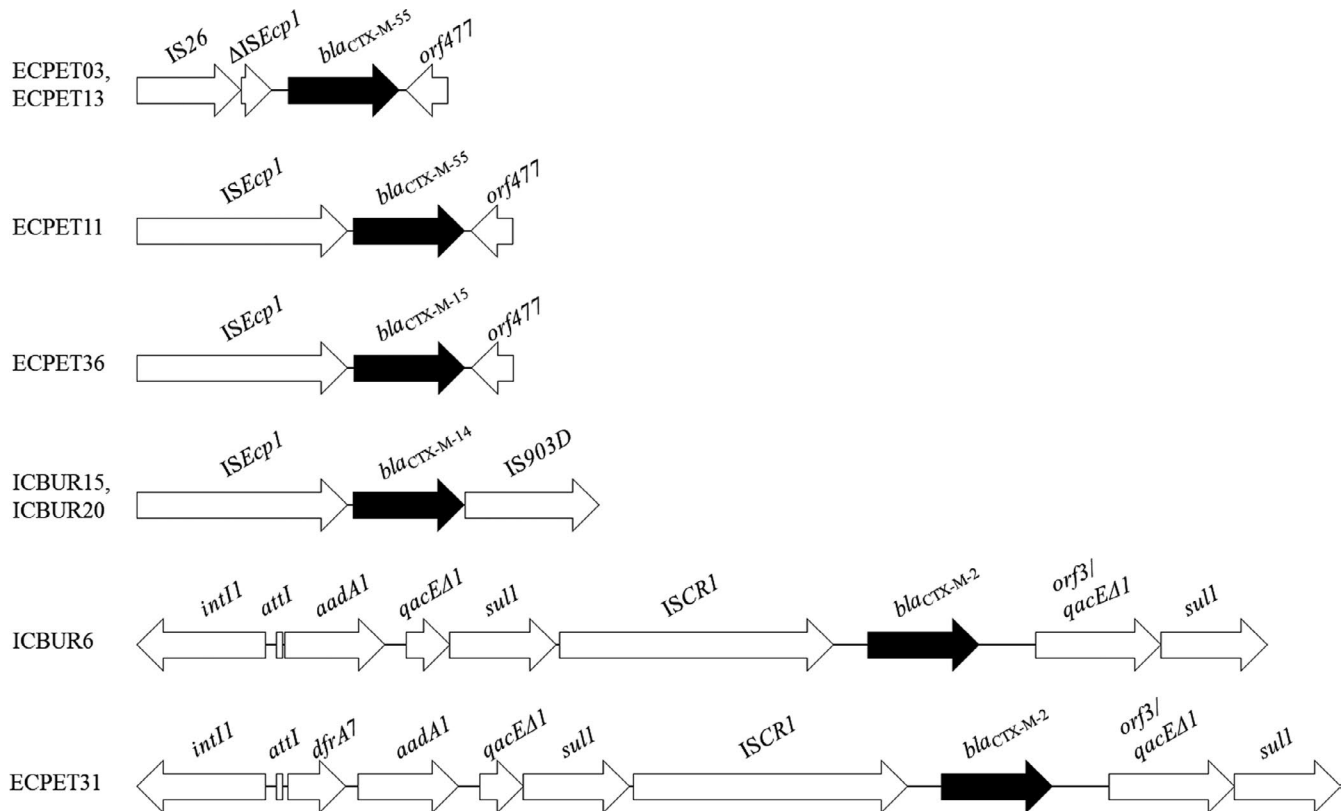 IS26 ΔISEcp1 blaCTX-M-55 orf477
ECPET03,
ECPET13
ISEcp1 blaCTX-M-55 orf477
ECPET11
ISEcp1 blaCTX-M-15 orf477
ECPET36
ISEcp1 blaCTX-M-14 IS903D
ICBUR15,
ICBUR20
intI1 attI aadA1 qacEΔ1 sul1 ISCR1 blaCTX-M-2 orf3/
qacEΔ1 sul1
ICBUR6
intI1 attI dfrA7 aadA1 qacEΔ1 sul1 ISCR1 blaCTX-M-2 orf3/
qacEΔ1 sul1
ECPET31